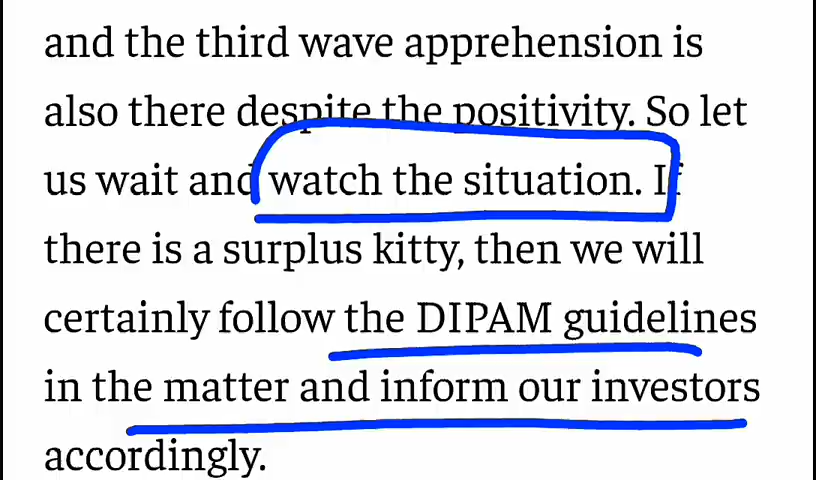 and the third wave apprehension is
also there despite the positivity. So let
us wait and watch the situation. If
there is a surplus kitty, then we will
certainly follow the DIPAM guidelines
in the matter and inform our investors
accordingly.